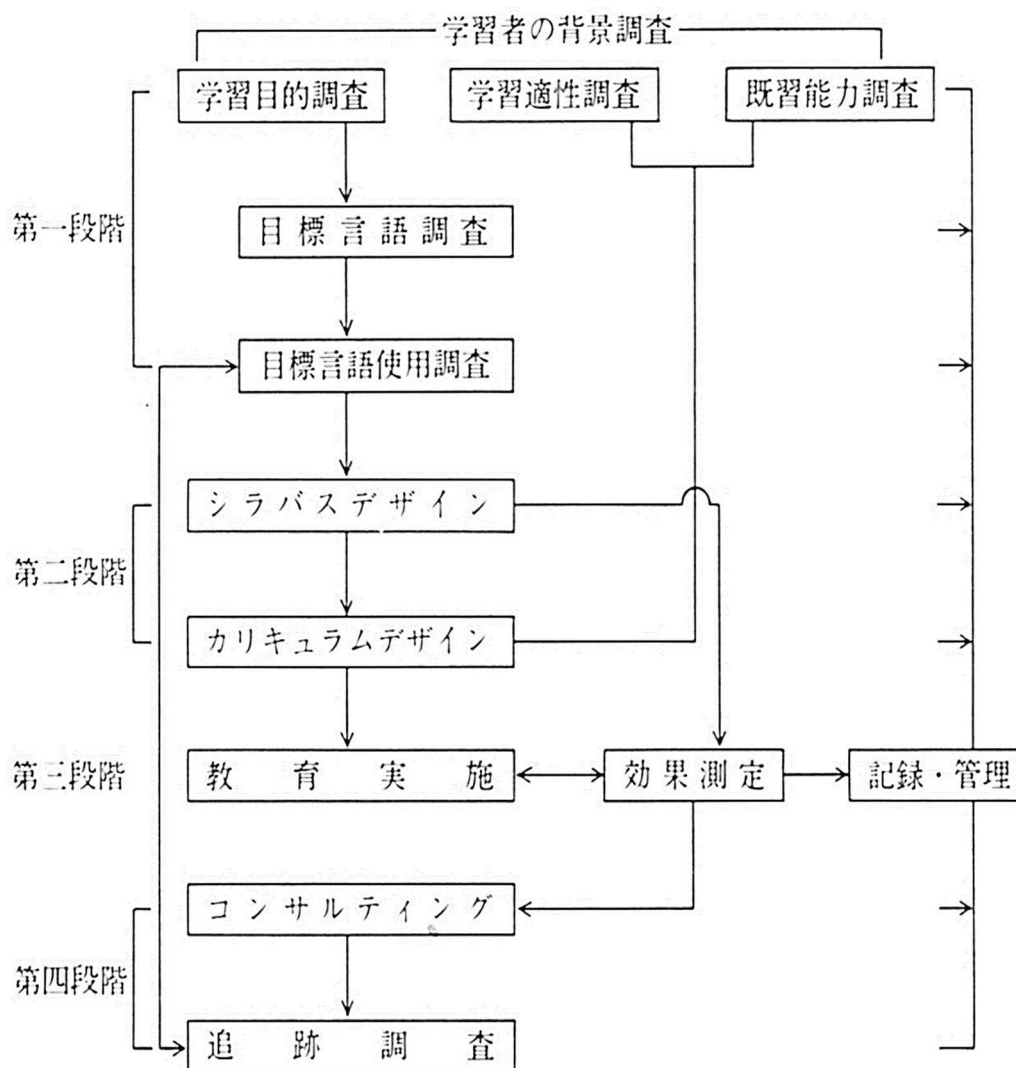 学習者の背景調査
学習目的調査 学習適性調査 既習能力調査
第一段階
目標言語調査
目標言語使用調査
シラバスデザイン
第二段階
カリキュラムデザイン
第三段階
教育実施 効果測定 記録・管理
コンサルティング
第四段階
追跡調査